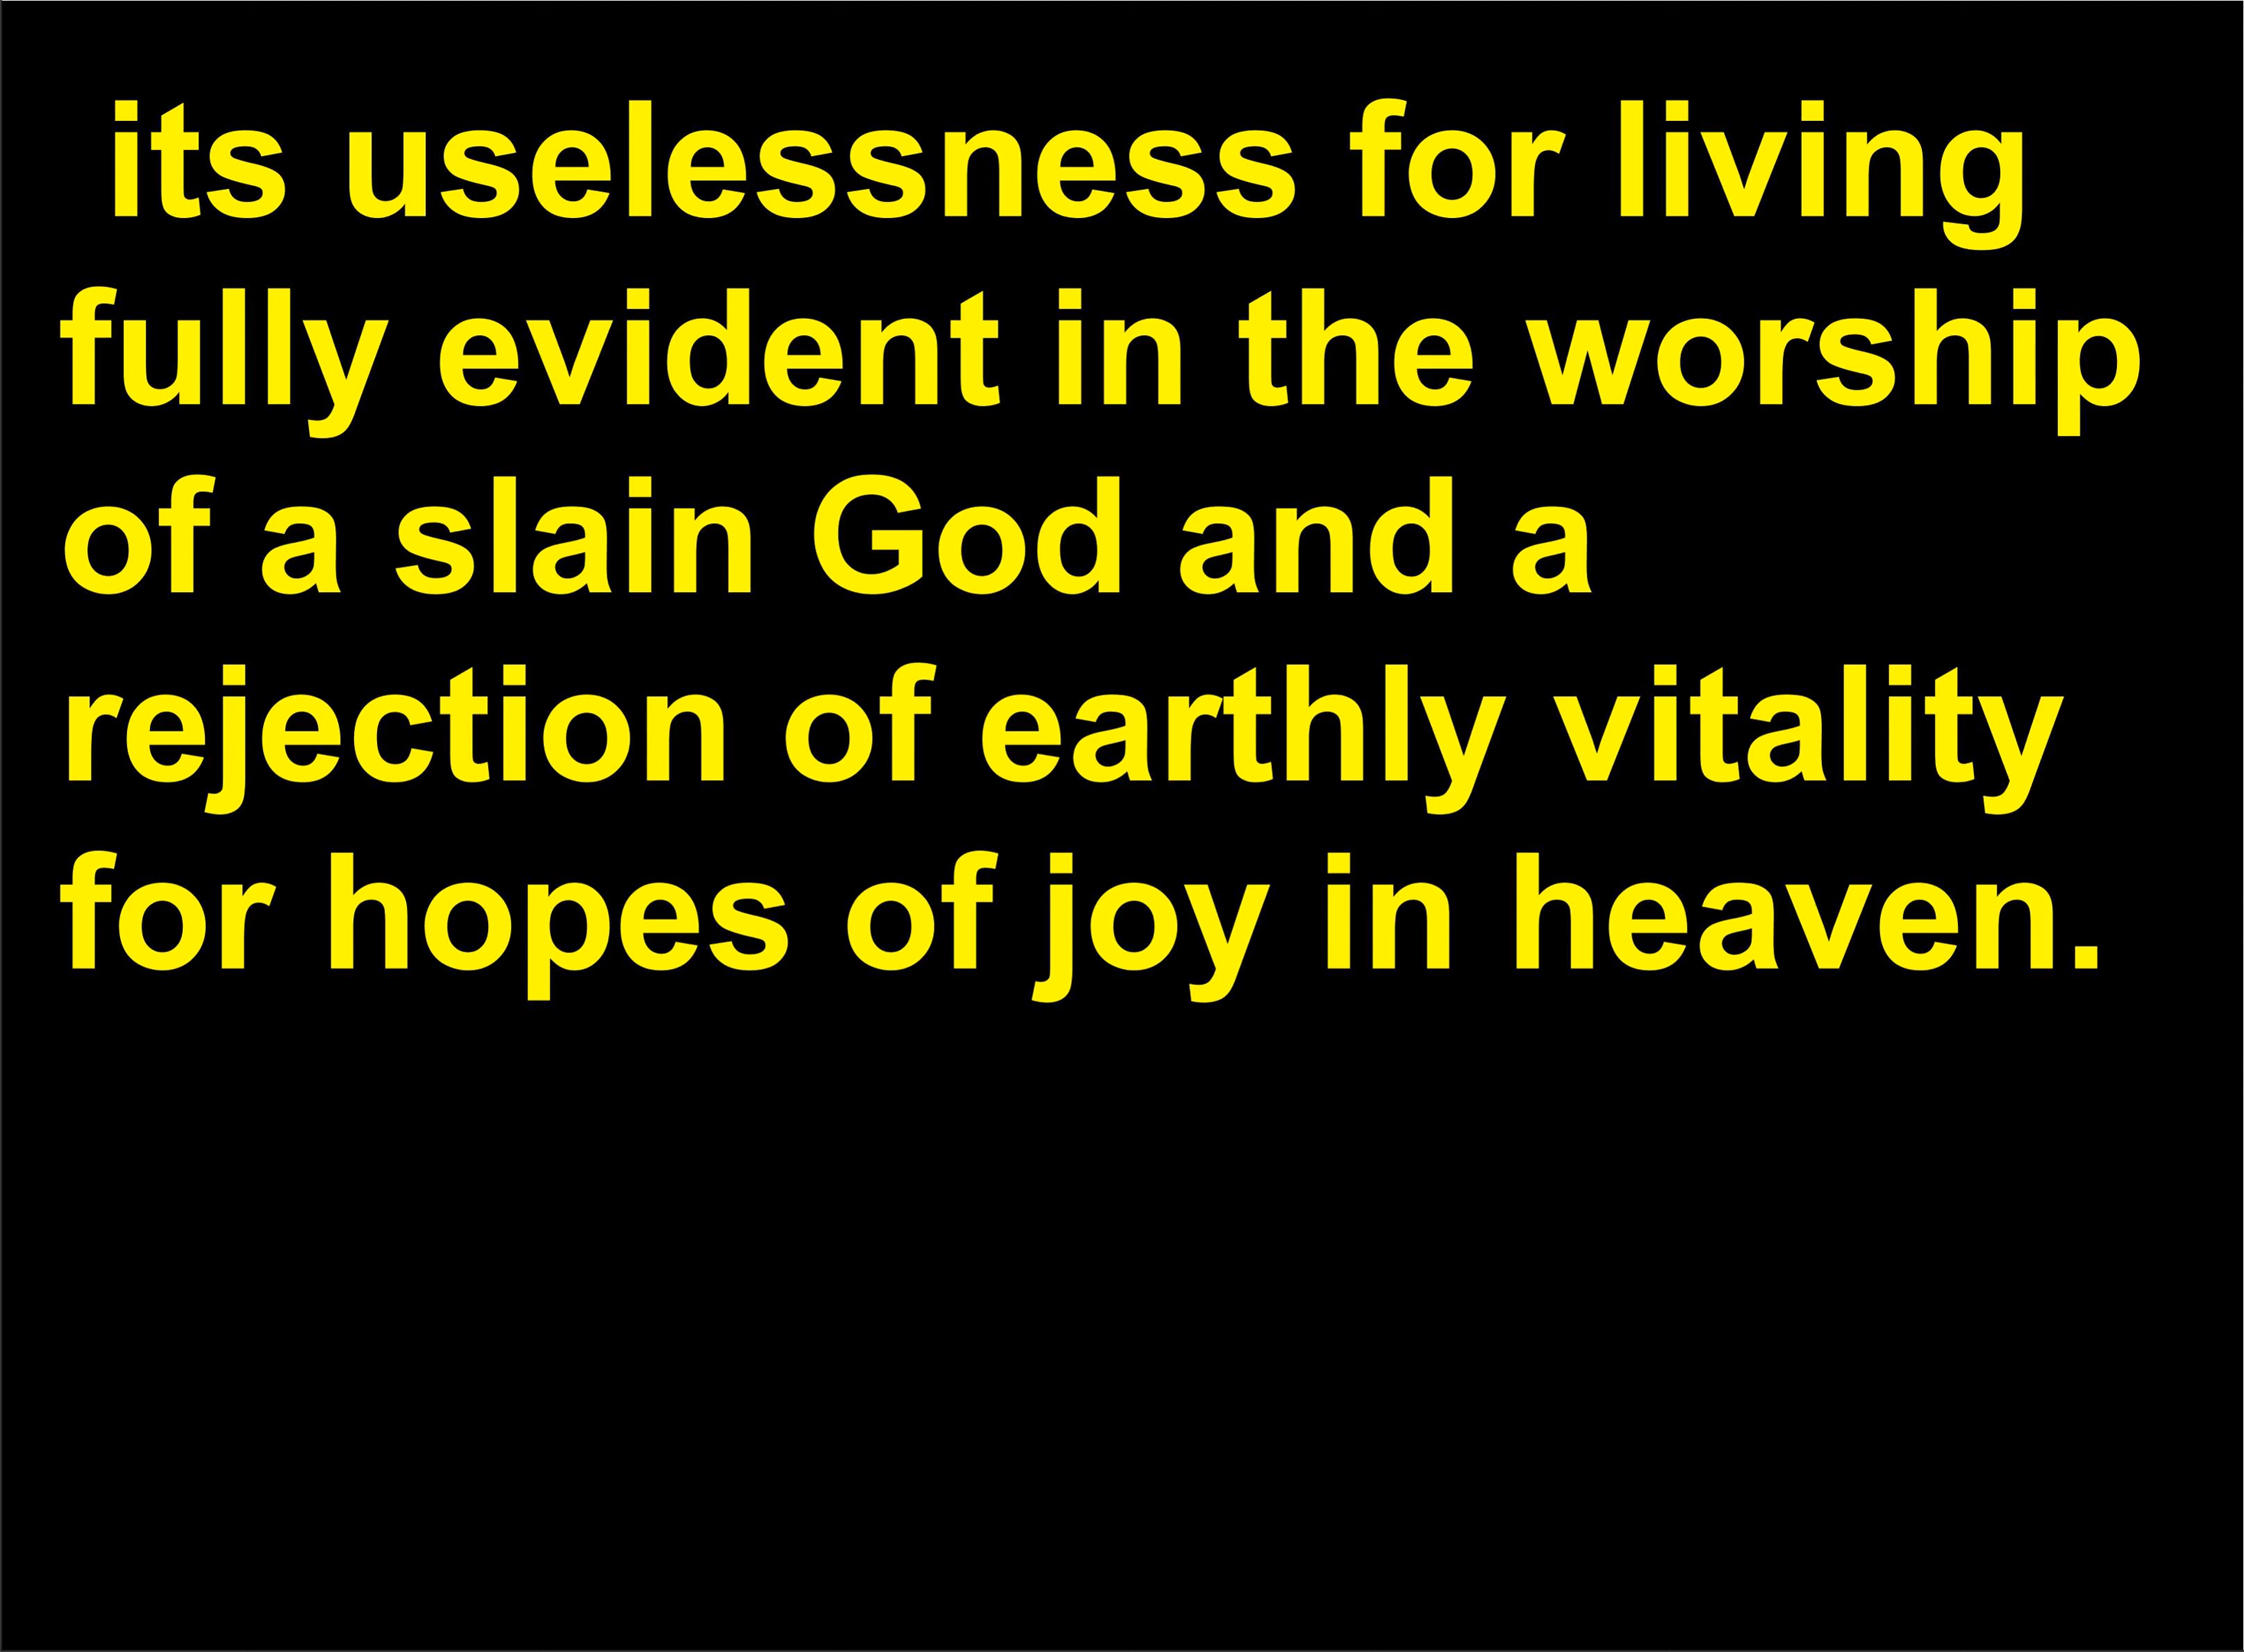 its uselessness for living
fully evident in the worship
of a slain God and a
rejection of earthly vitality
for hopes of joy in heaven.